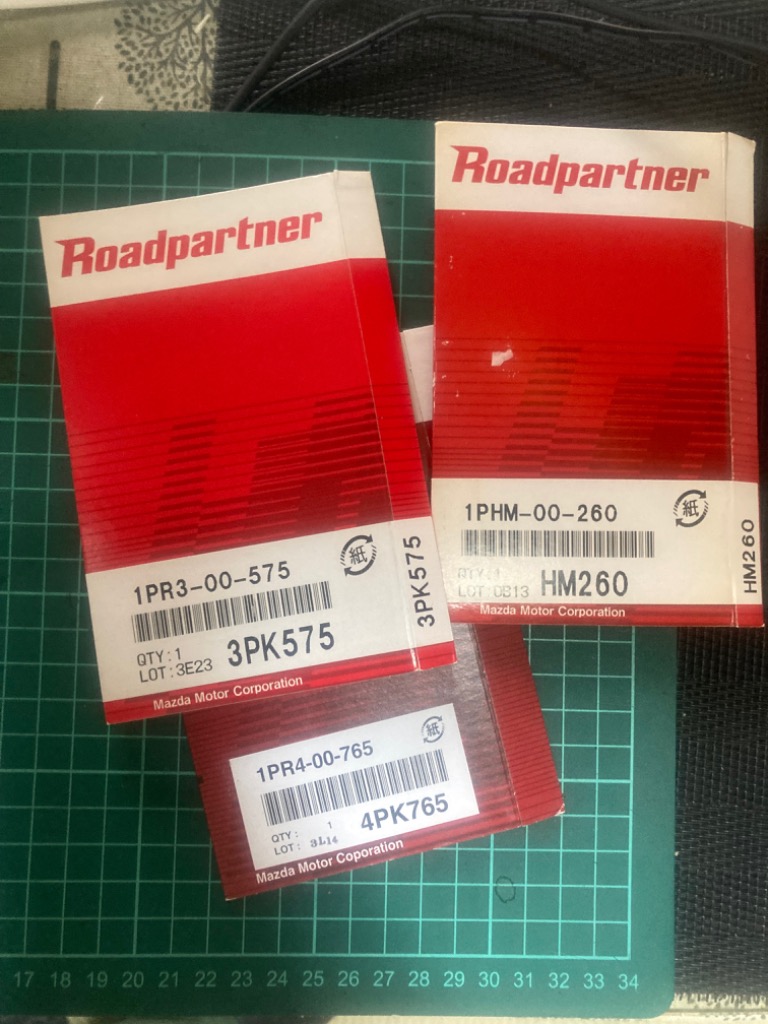 Roadpartner
1PR3-00-575
紙
QTY:1
LOT:3E23 3PK575
Mazda Motor Corporation
3PK575
Roadpartner
1PHM-00-260
紙
QTY:1
LOT:0B13 HM260
Mazda Motor Corporation
HM260
1PR4-00-765
紙
QTY: 1
LOT: 3L14 4PK765
Mazda Motor Coporation
17 18 19 20 21 22 23 24 25 26 27 28 29 30 31 32 33 34